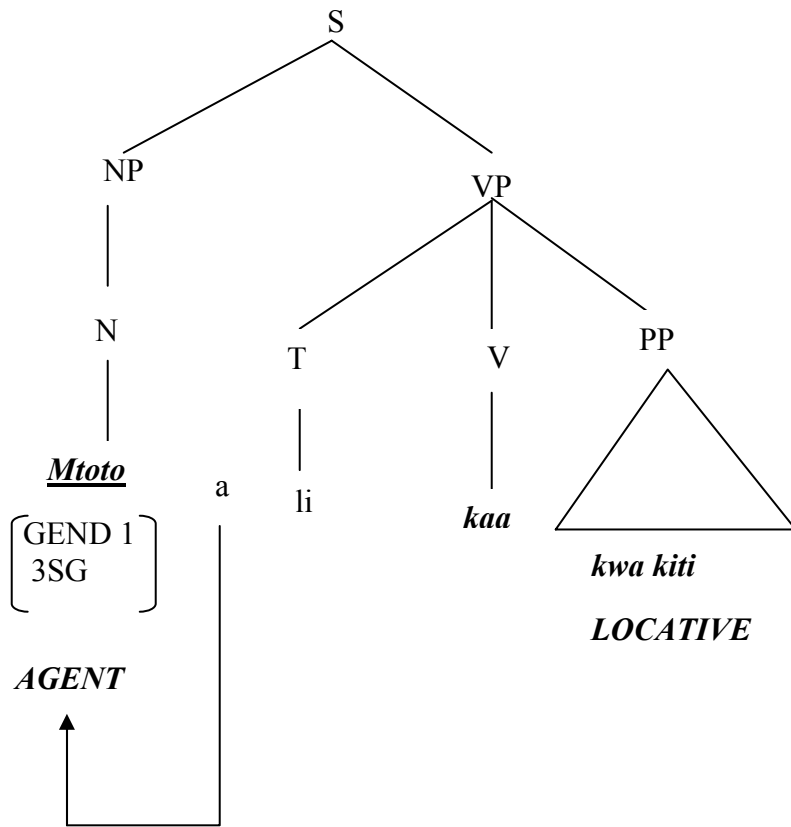 S
NP VP
N T V PP
Mtoto a li kaa
GEND 1
3SG
kwa kiti
LOCATIVE
AGENT